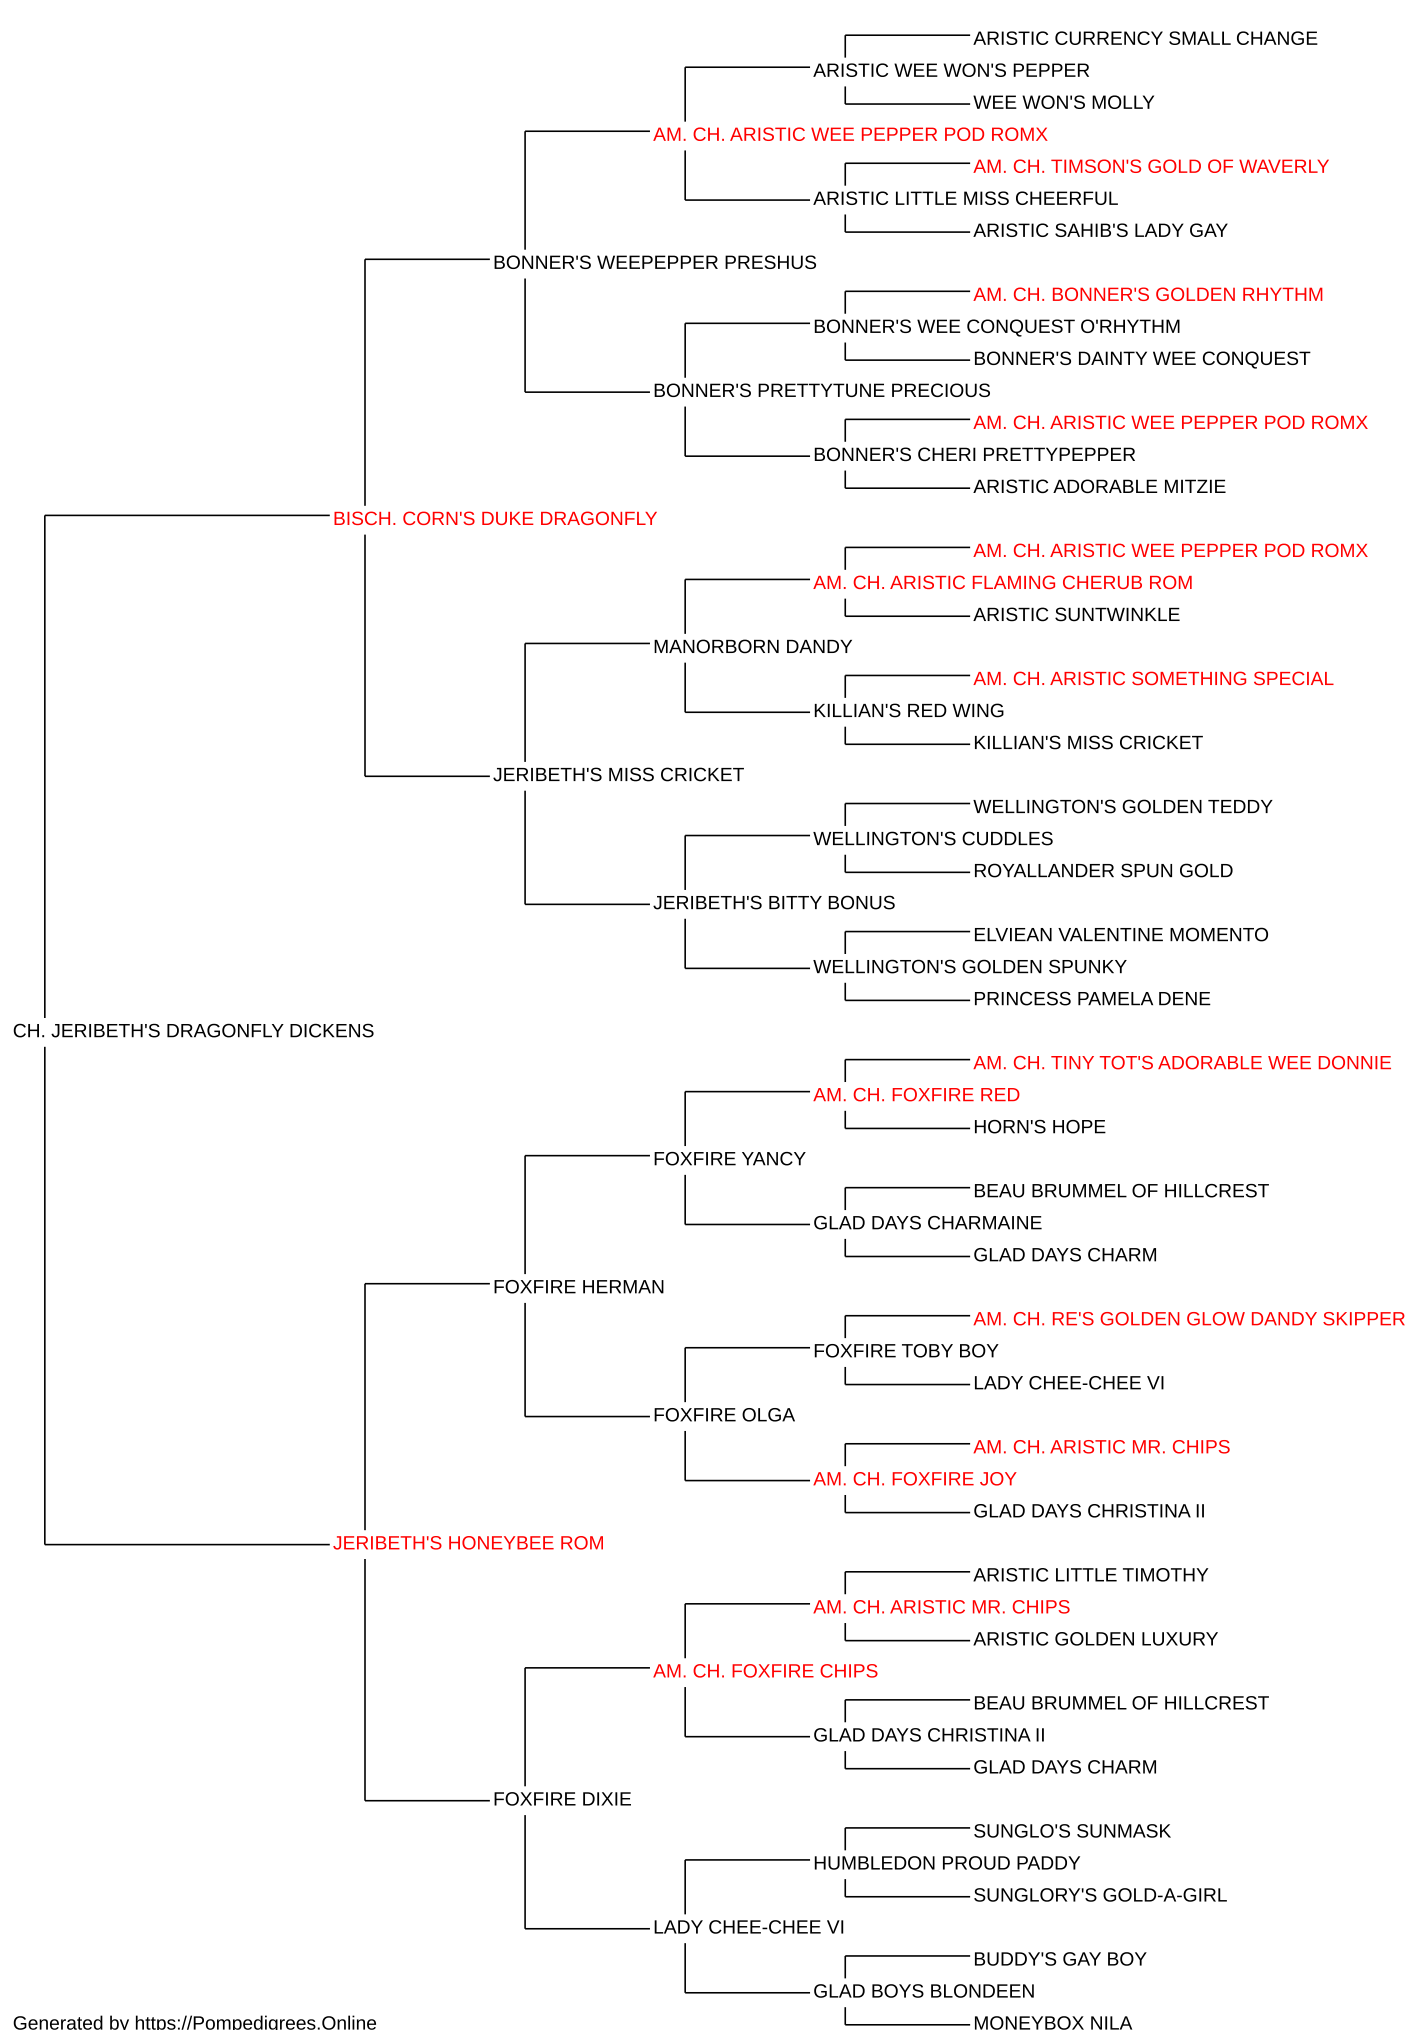 ARISTIC CURRENCY SMALL CHANGE
ARISTIC WEE WON'S PEPPER
WEE WON'S MOLLY
AM. CH. ARISTIC WEE PEPPER POD ROMX
AM. CH. TIMSON'S GOLD OF WAVERLY
ARISTIC LITTLE MISS CHEERFUL
ARISTIC SAHIB'S LADY GAY
BONNER'S WEEPEPPER PRESHUS
AM. CH. BONNER'S GOLDEN RHYTHM
BONNER'S WEE CONQUEST O'RHYTHM
BONNER'S DAINTY WEE CONQUEST
BONNER'S PRETTYTUNE PRECIOUS
AM. CH. ARISTIC WEE PEPPER POD ROMX
BONNER'S CHERI PRETTYPEPPER
ARISTIC ADORABLE MITZIE
BISCH. CORN'S DUKE DRAGONFLY
AM. CH. ARISTIC WEE PEPPER POD ROMX
AM. CH. ARISTIC FLAMING CHERUB ROM
ARISTIC SUNTWINKLE
MANORBORN DANDY
AM. CH. ARISTIC SOMETHING SPECIAL
KILLIAN'S RED WING
KILLIAN'S MISS CRICKET
JERIBETH'S MISS CRICKET
WELLINGTON'S GOLDEN TEDDY
WELLINGTON'S CUDDLES
ROYALLANDER SPUN GOLD
JERIBETH'S BITTY BONUS
ELVIEAN VALENTINE MOMENTO
WELLINGTON'S GOLDEN SPUNKY
PRINCESS PAMELA DENE
CH. JERIBETH'S DRAGONFLY DICKENS
AM. CH. TINY TOT'S ADORABLE WEE DONNIE
AM. CH. FOXFIRE RED
HORN'S HOPE
FOXFIRE YANCY
BEAU BRUMMEL OF HILLCREST
GLAD DAYS CHARMAINE
GLAD DAYS CHARM
FOXFIRE HERMAN
AM. CH. RE'S GOLDEN GLOW DANDY SKIPPER
FOXFIRE TOBY BOY
LADY CHEE-CHEE VI
FOXFIRE OLGA
AM. CH. ARISTIC MR. CHIPS
AM. CH. FOXFIRE JOY
GLAD DAYS CHRISTINA II
JERIBETH'S HONEYBEE ROM
ARISTIC LITTLE TIMOTHY
AM. CH. ARISTIC MR. CHIPS
ARISTIC GOLDEN LUXURY
AM. CH. FOXFIRE CHIPS
BEAU BRUMMEL OF HILLCREST
GLAD DAYS CHRISTINA II
GLAD DAYS CHARM
FOXFIRE DIXIE
SUNGLO'S SUNMASK
HUMBLEDON PROUD PADDY
SUNGLORY'S GOLD-A-GIRL
LADY CHEE-CHEE VI
BUDDY'S GAY BOY
GLAD BOYS BLONDEEN
MONEYBOX NILA
Generated by https://Pompedigrees.Online